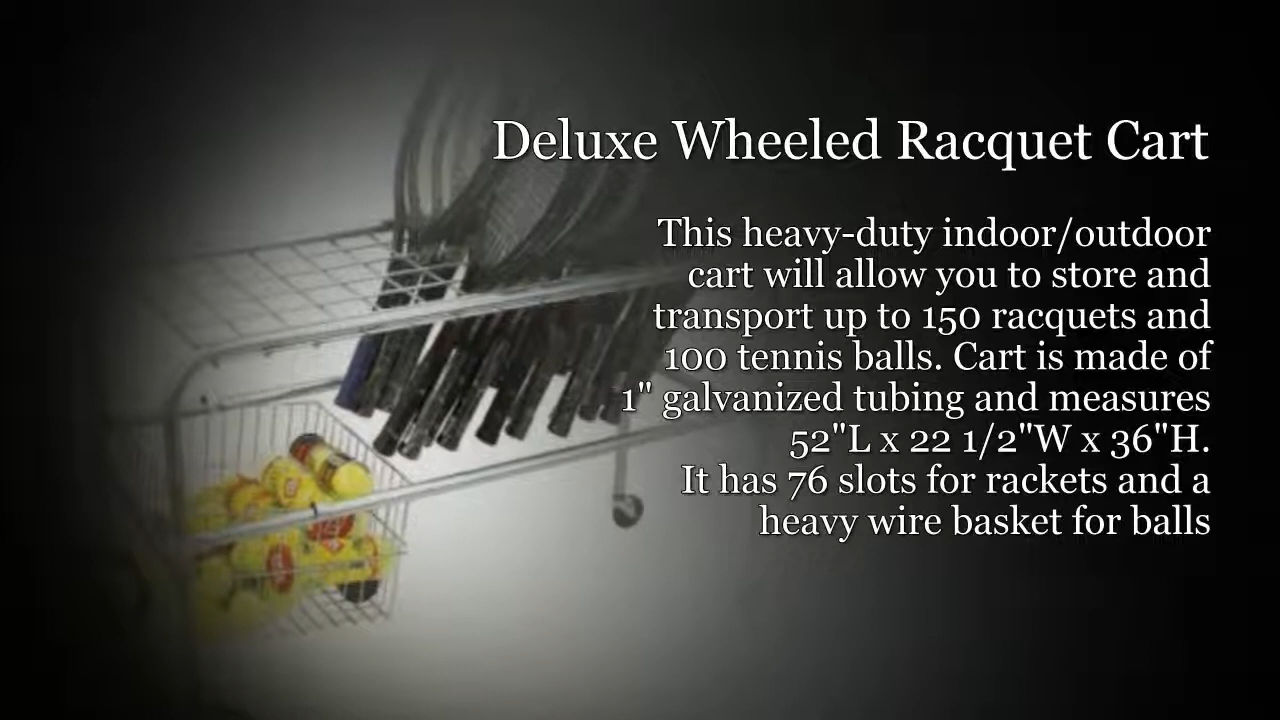 Deluxe Wheeled Racquet Cart
This heavy-duty indoor/outdoor
cart will allow you to store and
transport up to 150 racquets and
100 tennis balls. Cart is made of
1" galvanized tubing and measures
52"L x 22 1/2"W x 36"H.
It has 76 slots for rackets and a
heavy wire basket for balls